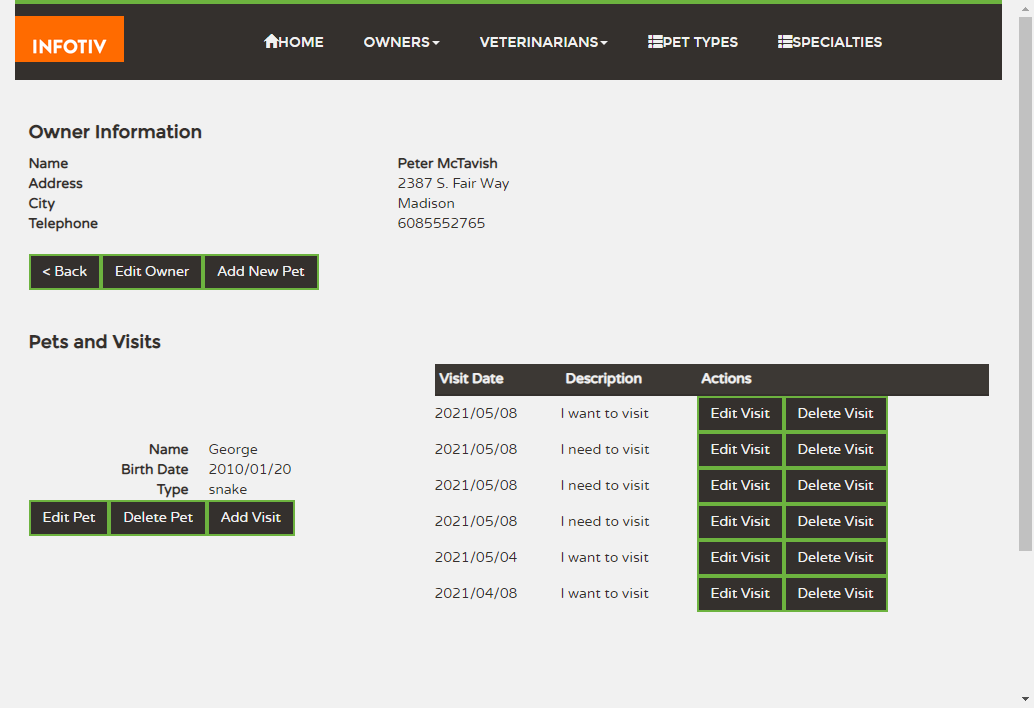 INFOTIV
HOME OWNERS VETERINARIANS PET TYPES SPECIALTIES
Owner Information
Name Peter McTavish
Address 2387 S. Fair Way
City Madison
Telephone 6085552765
< Back Edit Owner Add New Pet
Pets and Visits
Name George
Birth Date 2010/01/20
Type snake
Edit Pet Delete Pet Add Visit
Visit Date Description Actions
2021/05/08 I want to visit Edit Visit Delete Visit
2021/05/08 I need to visit Edit Visit Delete Visit
2021/05/08 I need to visit Edit Visit Delete Visit
2021/05/08 I need to visit Edit Visit Delete Visit
2021/05/04 I want to visit Edit Visit Delete Visit
2021/04/08 I want to visit Edit Visit Delete Visit